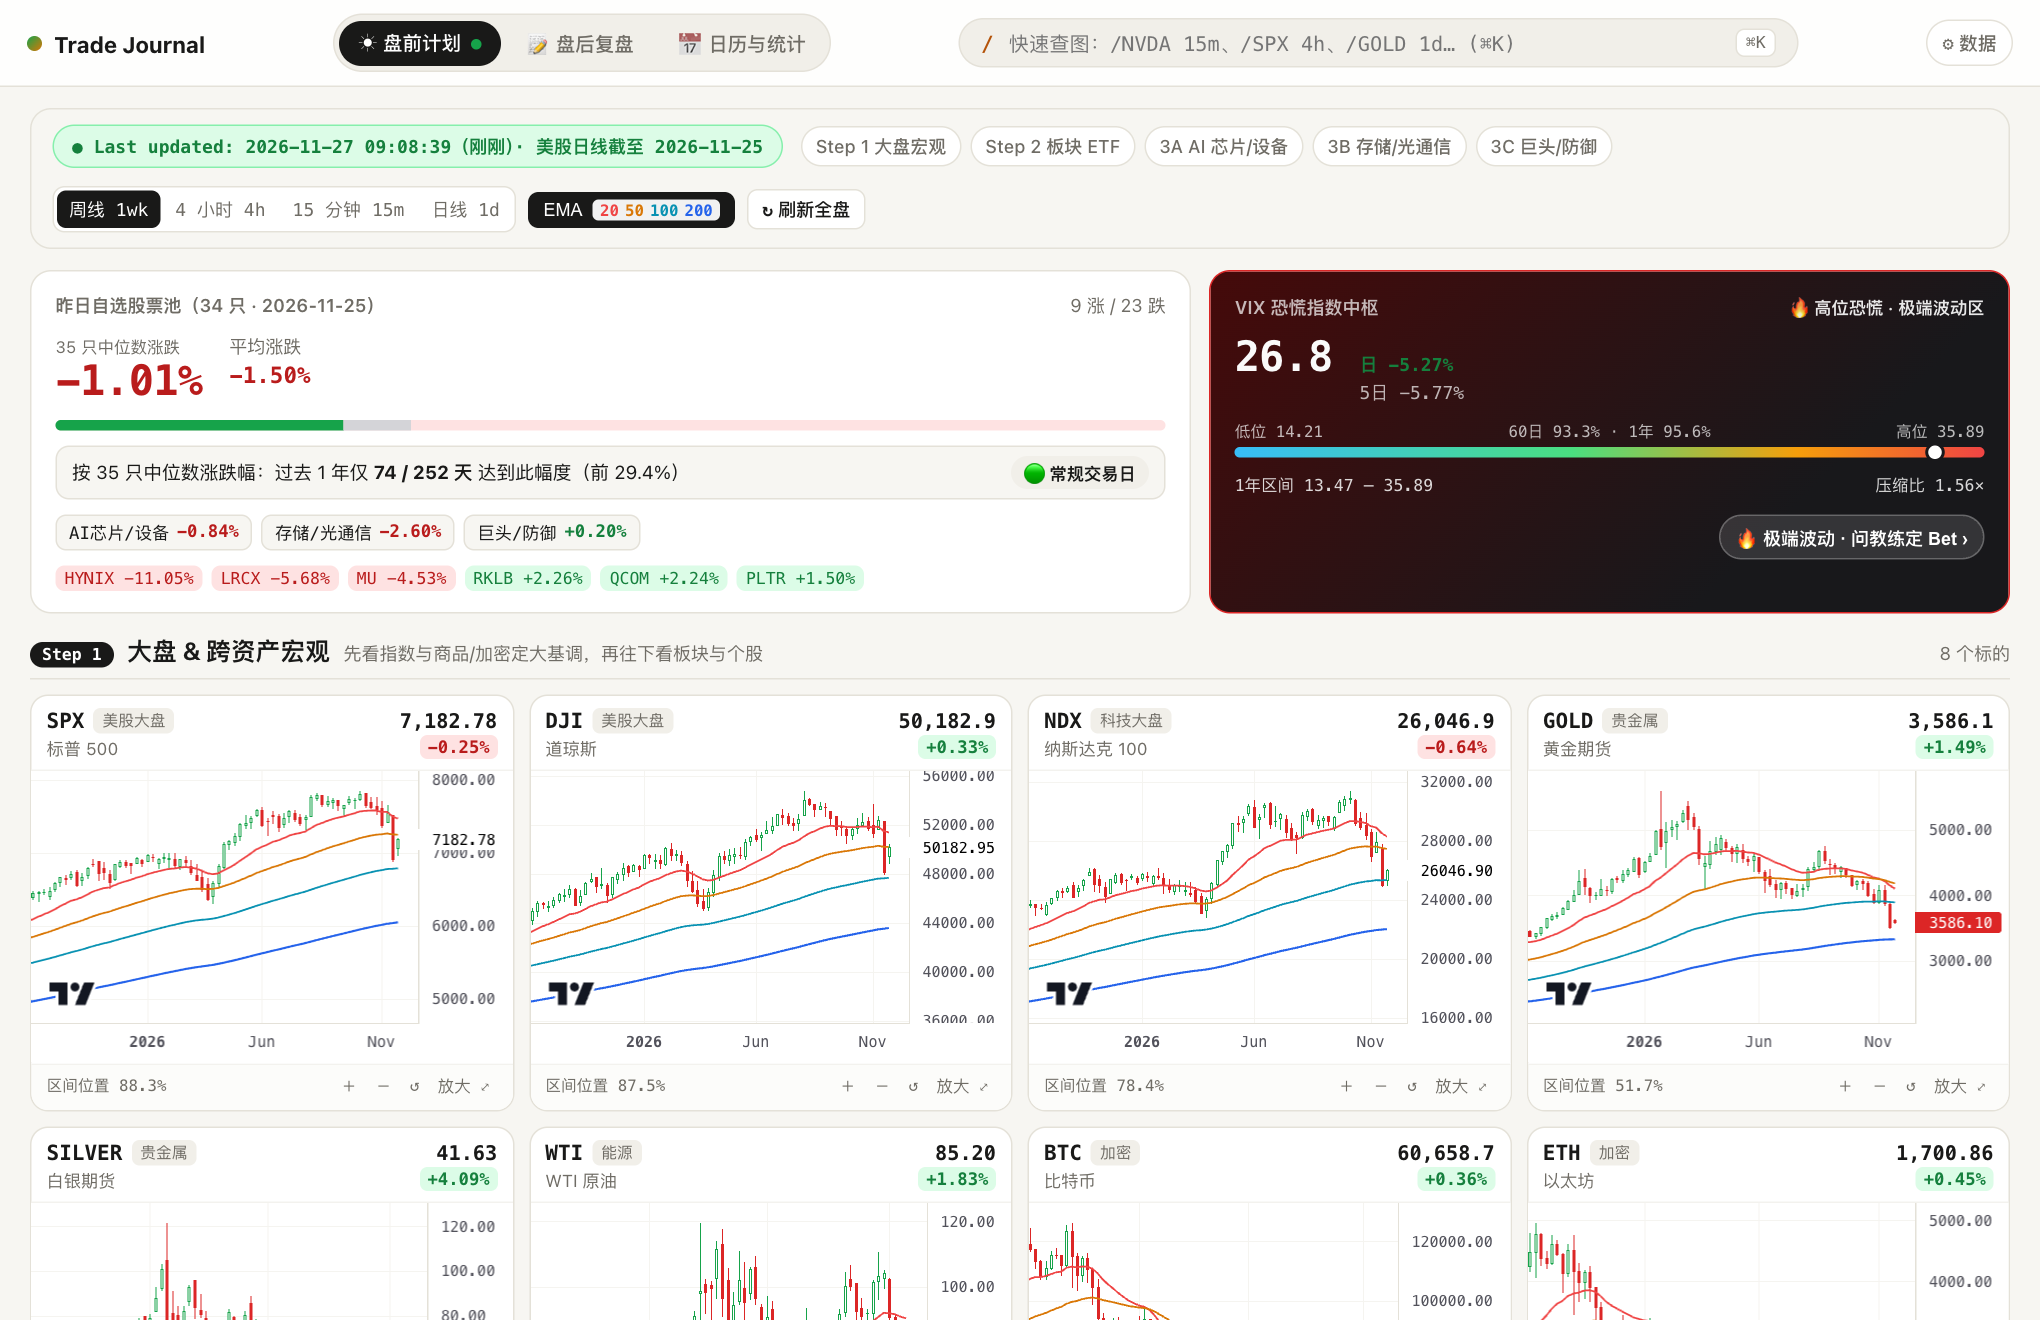 Trade Journal
☀ 盘前计划
📝 盘后复盘
📅 日历与统计
/ 快速查图：/NVDA 15m、/SPX 4h、/GOLD 1d… (⌘K)
⌘K
⚙ 数据
● Last updated: 2026-11-27 09:08:39 (刚刚) · 美股日线截至 2026-11-25
Step 1 大盘宏观
Step 2 板块 ETF
3A AI 芯片/设备
3B 存储/光通信
3C 巨头/防御
周线 1wk
4 小时 4h
15 分钟 15m
日线 1d
EMA 20 50 100 200
↻ 刷新全盘
昨日自选股票池（34 只 · 2026-11-25）
9 涨 / 23 跌
35 只中位数涨跌
平均涨跌
−1.01%
−1.50%
按 35 只中位数涨跌幅：过去 1 年仅 74 / 252 天 达到此幅度（前 29.4%）
常规交易日
AI芯片/设备 −0.84%
存储/光通信 −2.60%
巨头/防御 +0.20%
HYNIX −11.05%
LRCX −5.68%
MU −4.53%
RKLB +2.26%
QCOM +2.24%
PLTR +1.50%
VIX 恐慌指数中枢
🔥 高位恐慌 · 极端波动区
26.8
日 −5.27%
5日 −5.77%
低位 14.21
60日 93.3% · 1年 95.6%
高位 35.89
1年区间 13.47 — 35.89
压缩比 1.56×
🔥 极端波动 · 问教练定 Bet ›
Step 1 大盘 & 跨资产宏观 先看指数与商品/加密定大基调，再往下看板块与个股
8 个标的
SPX 美股大盘 7,182.78
标普 500 −0.25%
8000.00
7182.78
7000.00
6000.00
5000.00
2026 Jun Nov
区间位置 88.3% + − ↺ 放大 ⤢
DJI 美股大盘 50,182.9
道琼斯 +0.33%
56000.00
52000.00
50182.95
48000.00
44000.00
40000.00
36000.00
2026 Jun Nov
区间位置 87.5% + − ↺ 放大 ⤢
NDX 科技大盘 26,046.9
纳斯达克 100 −0.64%
32000.00
28000.00
26046.90
24000.00
20000.00
16000.00
2026 Jun Nov
区间位置 78.4% + − ↺ 放大 ⤢
GOLD 贵金属 3,586.1
黄金期货 +1.49%
5000.00
4000.00
3586.10
3000.00
2026 Jun Nov
区间位置 51.7% + − ↺ 放大 ⤢
SILVER 贵金属 41.63
白银期货 +4.09%
120.00
100.00
80.00
WTI 能源 85.20
WTI 原油 +1.83%
120.00
100.00
BTC 加密 60,658.7
比特币 +0.36%
120000.00
100000.00
ETH 加密 1,700.86
以太坊 +0.45%
5000.00
4000.00